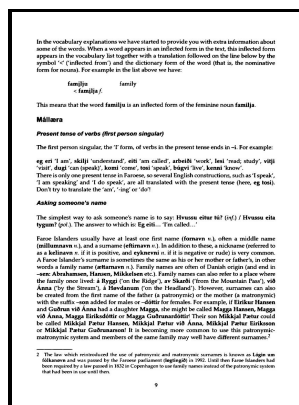 In the vocabulary explanations we have started to provide you with extra information about
some of the words. When a word appears in an inflected form in the text, this inflected form
appears in the vocabulary list together with a translation followed on the line below by the
symbol '<' ('inflected from') and the dictionary form of the word (that is, the nominative
form for nouns). For example in the list above we have:
familju family
< familja f.
This means that the word familju is an inflected form of the feminine noun familja.
Mállæra
Present tense of verbs (first person singular)
The first person singular, the 'I' form, of verbs in the present tense ends in –i. For example:
eg eri 'I am', skilji 'understand', eiti 'am called', arbeiði 'work', lesi 'read; study', vitji
'visit', dugi 'can (speak)', komi 'come', tosi 'speak', búgvi 'live', kenni 'know'.
There is only one present tense in Faroese, so several English constructions, such as 'I speak',
'I am speaking' and 'I do speak', are all translated with the present tense (here, eg tosi).
Don't try to translate the 'am', '-ing' or 'do'!
Asking someone's name
The simplest way to ask someone's name is to say: Hvussu eitur tú? (inf.) / Hvussu eita
tygum? (pol.). The answer to which is: Eg eiti... 'I'm called...'
Faroe Islanders usually have at least one first name (fornavn n.), often a middle name
(millumnavn n.), and a surname (eftirnavn n.). In addition to these, a nickname (referred to
as a kelinavn n. if it is positive, and eyknevni n. if it is negative or rude) is very common.
A Faroe Islander's surname is sometimes the same as his or her mother's or father's, in other
words a family name (ættarnavn n.). Family names are often of Danish origin (and end in
–sen: Abrahamsen, Hansen, Mikkelsen etc.). Family names can also refer to a place where
the family once lived: á Ryggi ('on the Ridge'), av Skarði ('from the Mountain Pass'), við
Ánna ('by the Stream'), á Høvdanum ('on the Headland'). However, surnames can also
be created from the first name of the father (a patronymic) or the mother (a matronymic)
with the suffix –son added for males or –dóttir for females. For example, if Eirikur Hansen
and Guðrun við Ánna had a daughter Magga, she might be called Magga Hansen, Magga
við Ánna, Magga Eiriksdóttir or Magga Guðrunardóttir! Their son Mikkjal Pætur could
be called Mikkjal Pætur Hansen, Mikkjal Pætur við Ánna, Mikkjal Pætur Eiriksson
or Mikkjal Pætur Guðrunarson! It is becoming more common to use this patronymic-
matronymic system and members of the same family may well have different surnames.²
2 The law which reintroduced the use of patronymic and matronymic surnames is known as Lógin um
fólkanøvn and was passed by the Faroese parliament (løgtingið) in 1992. Until then Faroe Islanders had
been required by a law passed in 1832 in Copenhagen to use family names instead of the patronymic system
that had been in use until then.
9